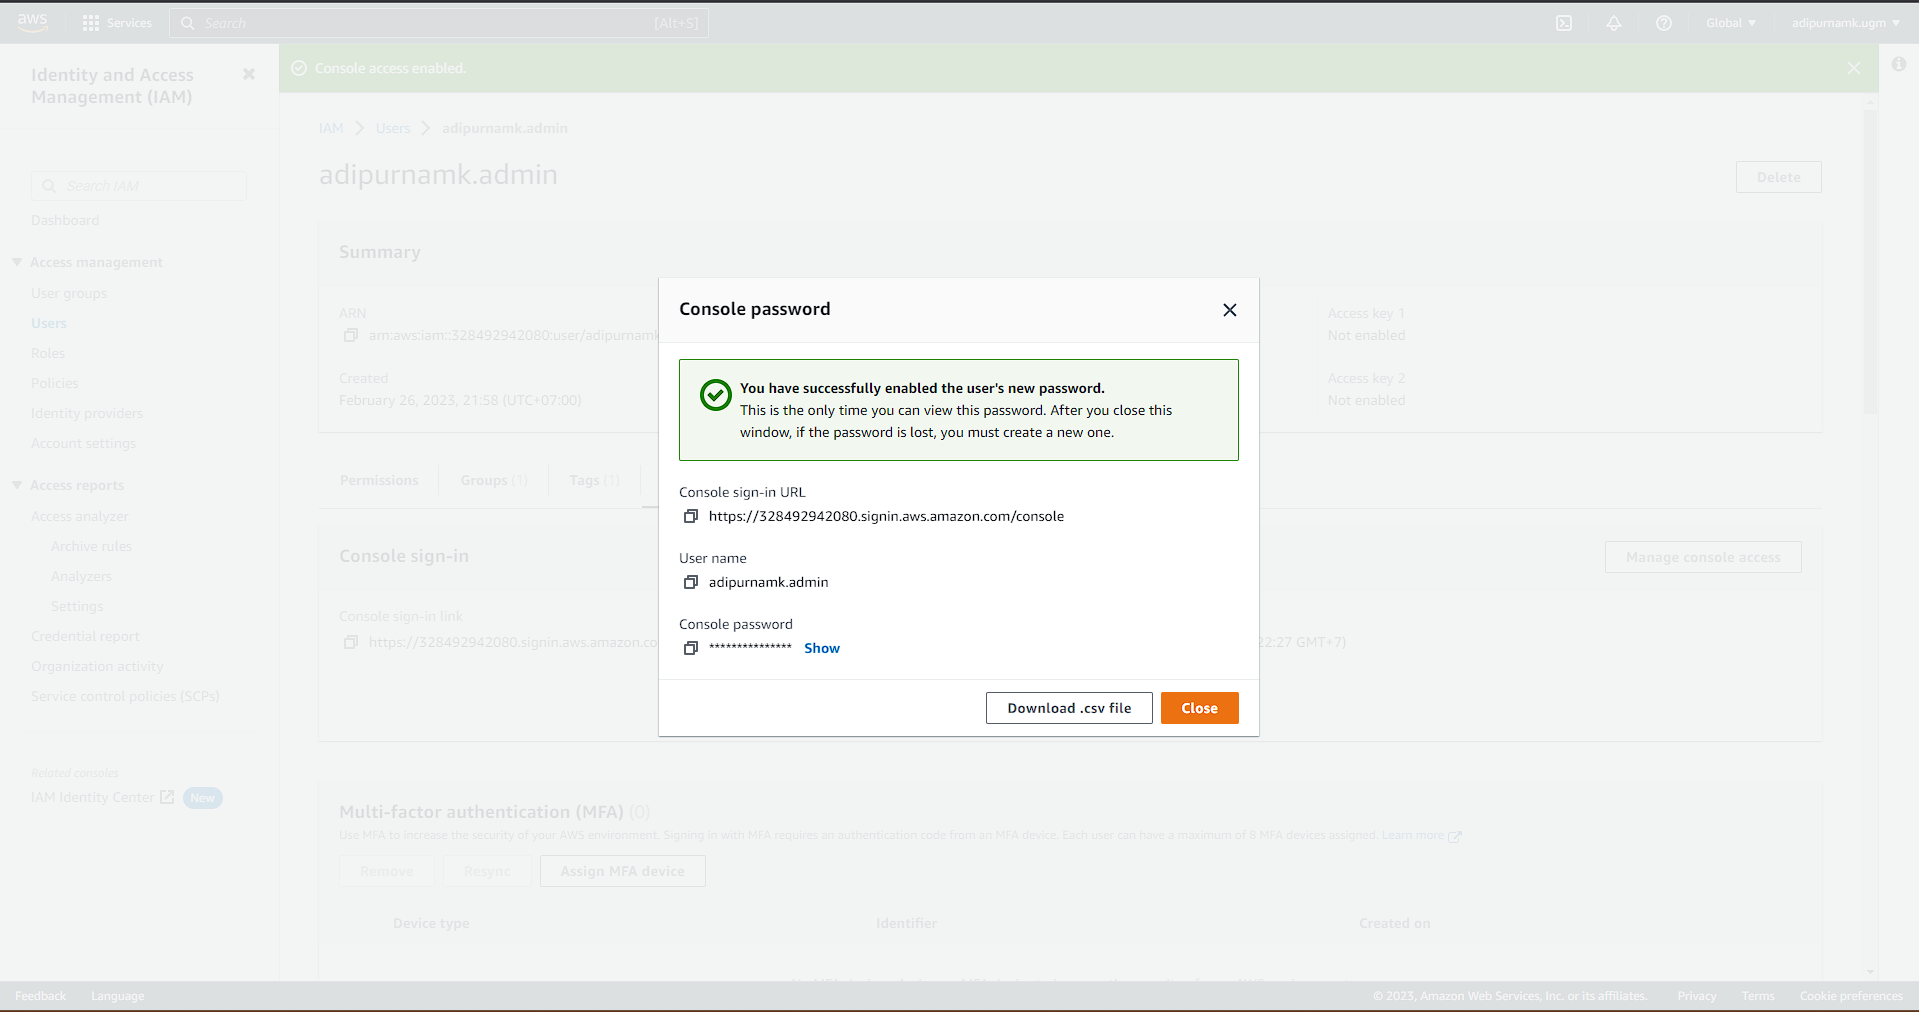 aws
Services
Search
[Alt+S]
Global
adipurnamk.ugm
Identity and Access
Management (IAM)
Search IAM
Dashboard
Access management
User groups
Users
Roles
Policies
Identity providers
Account settings
Access reports
Access analyzer
Archive rules
Analyzers
Settings
Credential report
Organization activity
Service control policies (SCPs)
Related consoles
IAM Identity Center
New
Console access enabled.
IAM
Users
adipurnamk.admin
adipurnamk.admin
Delete
Summary
ARN
arn:aws:iam::328492942080:user/adipurnamk
Created
February 26, 2023, 21:58 (UTC+07:00)
Access key 1
Not enabled
Access key 2
Not enabled
Permissions
Groups (1)
Tags (1)
Console sign-in
Manage console access
Console sign-in link
https://328492942080.signin.aws.amazon.co
22:27 GMT+7)
Console password
You have successfully enabled the user's new password.
This is the only time you can view this password. After you close this
window, if the password is lost, you must create a new one.
Console sign-in URL
https://328492942080.signin.aws.amazon.com/console
User name
adipurnamk.admin
Console password
*************** Show
Download .csv file
Close
Multi-factor authentication (MFA) (0)
Use MFA to increase the security of your AWS environment. Signing in with MFA requires an authentication code from an MFA device. Each user can have a maximum of 8 MFA devices assigned. Learn more
Remove
Resync
Assign MFA device
Device type
Identifier
Created on
Feedback
Language
© 2023, Amazon Web Services, Inc. or its affiliates.
Privacy
Terms
Cookie preferences